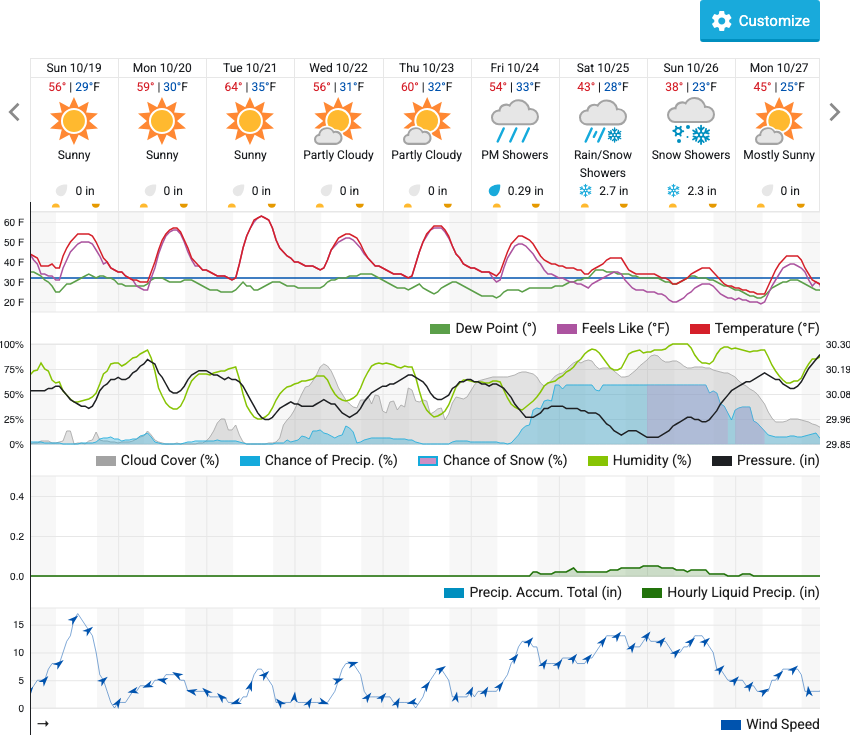 Customize
Sun 10/19 Mon 10/20 Tue 10/21 Wed 10/22 Thu 10/23 Fri 10/24 Sat 10/25 Sun 10/26 Mon 10/27
56° | 29°F 59° | 30°F 64° | 35°F 56° | 31°F 60° | 32°F 54° | 33°F 43° | 28°F 38° | 23°F 45° | 25°F
Sunny Sunny Sunny Partly Cloudy Partly Cloudy PM Showers Rain/Snow Snow Showers Mostly Sunny
Showers
0 in 0 in 0 in 0 in 0 in 0.29 in 2.7 in 2.3 in 0 in
60 F
50 F
40 F
30 F
20 F
Dew Point (°) Feels Like (°F) Temperature (°F)
100% 30.30
75% 30.19
50% 30.08
25% 29.96
0% 29.85
Cloud Cover (%) Chance of Precip. (%) Chance of Snow (%) Humidity (%) Pressure. (in)
0.4
0.2
0.0
Precip. Accum. Total (in) Hourly Liquid Precip. (in)
15
10
5
0
Wind Speed